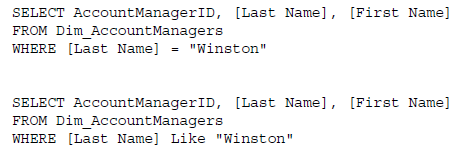 SELECT AccountManagerID, [Last Name], [First Name]
FROM Dim_AccountManagers
WHERE [Last Name] = "Winston"
SELECT AccountManagerID, [Last Name], [First Name]
FROM Dim_AccountManagers
WHERE [Last Name] Like "Winston"